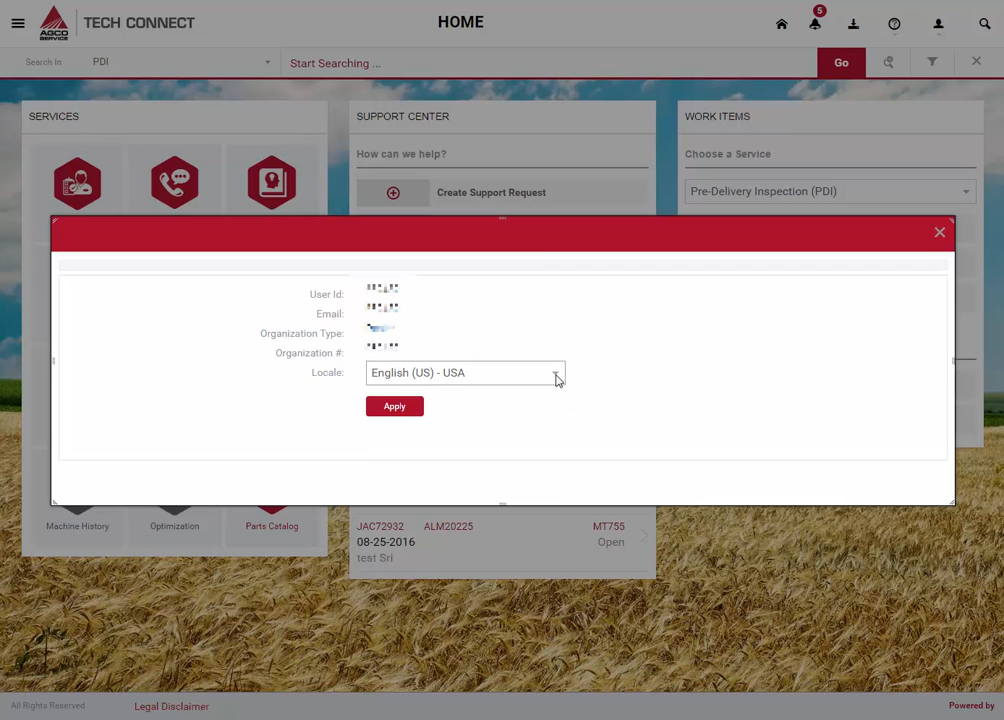 AGCO
SERVICE
TECH CONNECT
HOME
5
Search In
PDI
Start Searching ...
Go
SERVICES
SUPPORT CENTER
WORK ITEMS
How can we help?
Choose a Service
Create Support Request
Pre-Delivery Inspection (PDI)
User Id:
Email:
Organization Type:
Organization #:
Locale:
English (US) - USA
Apply
Machine History
Optimization
Parts Catalog
JAC72932
ALM20225
MT755
08-25-2016
Open
test Sri
All Rights Reserved
Legal Disclaimer
Powered by